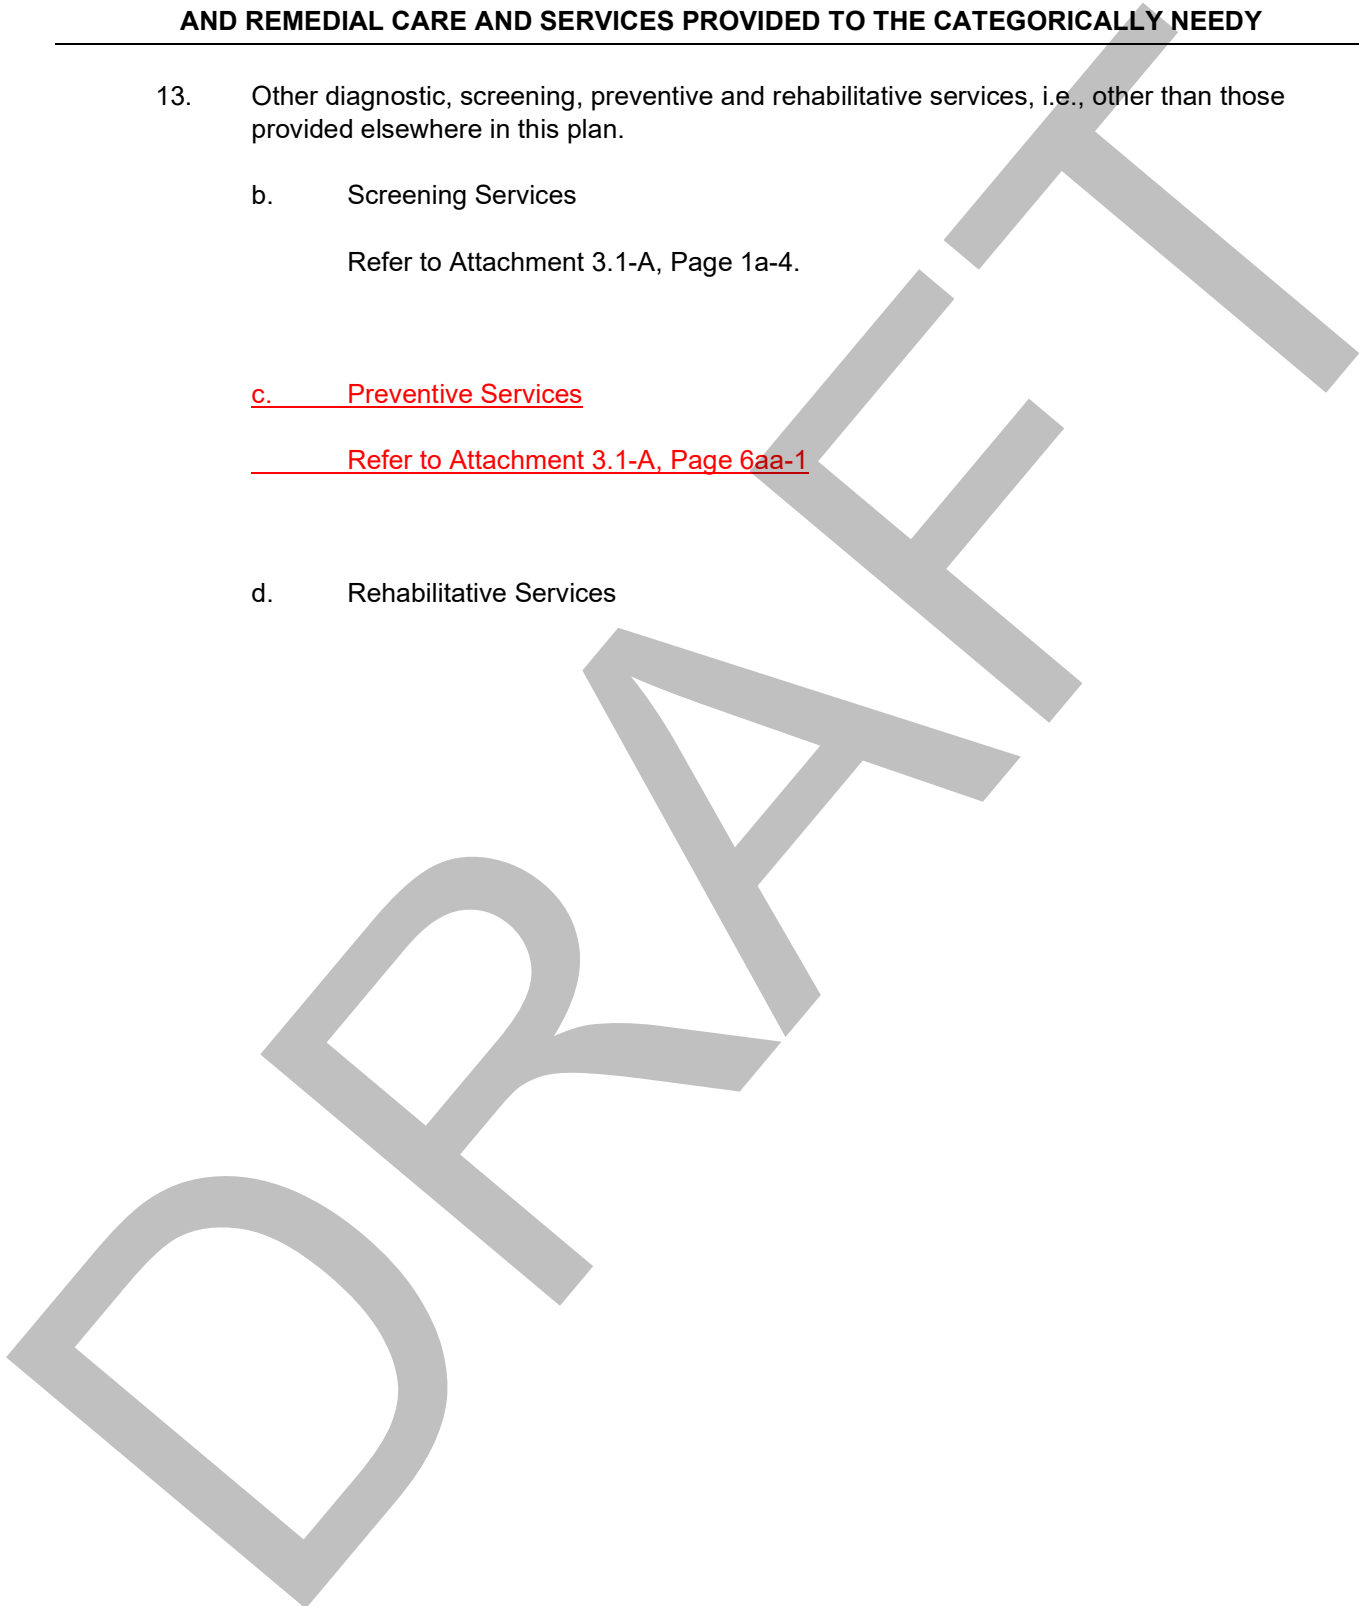 AND REMEDIAL CARE AND SERVICES PROVIDED TO THE CATEGORICALLY NEEDY
13. Other diagnostic, screening, preventive and rehabilitative services, i.e., other than those
provided elsewhere in this plan.
b. Screening Services
Refer to Attachment 3.1-A, Page 1a-4.
c. Preventive Services
Refer to Attachment 3.1-A, Page 6aa-1
d. Rehabilitative Services
DRAFT